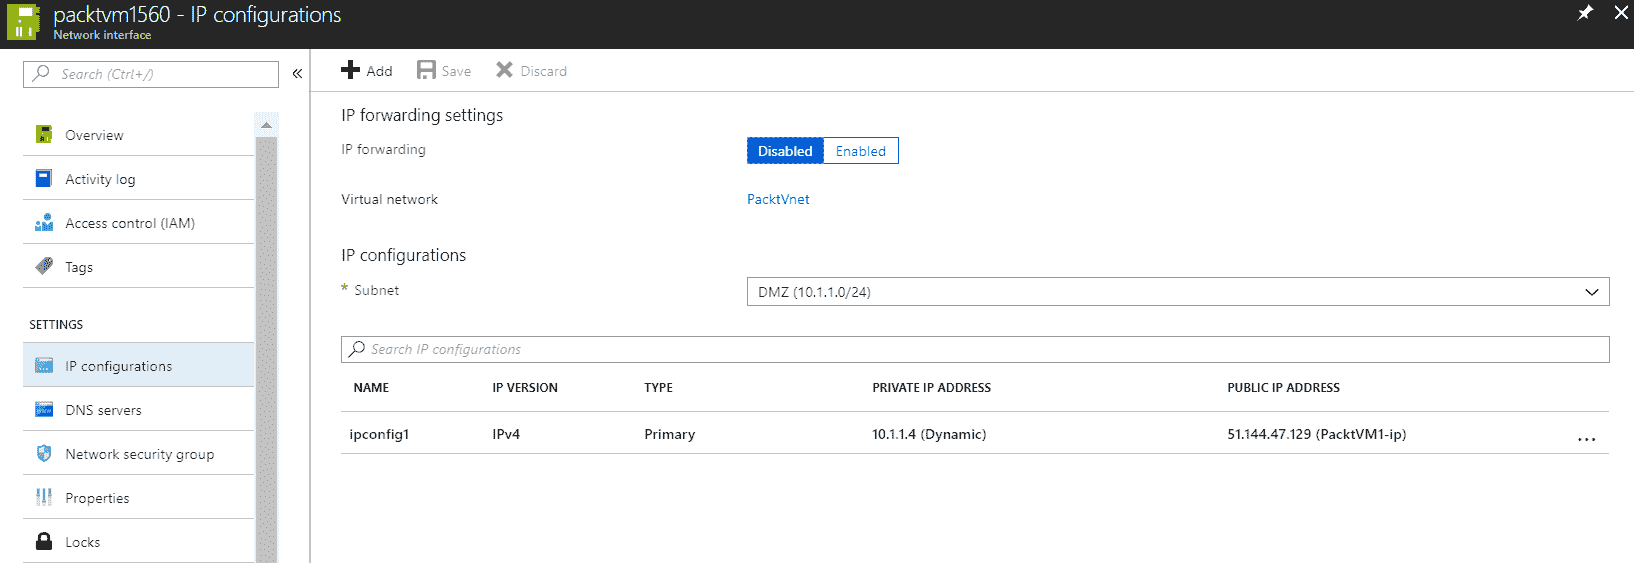 packtvm1560 - IP configurations
Network interface
Search (Ctrl+/)
«
Overview
Activity log
Access control (IAM)
Tags
SETTINGS
IP configurations
DNS servers
Network security group
Properties
Locks
Add Save Discard
IP forwarding settings
IP forwarding Disabled Enabled
Virtual network PacktVnet
IP configurations
* Subnet DMZ (10.1.1.0/24)
Search IP configurations
NAME IP VERSION TYPE PRIVATE IP ADDRESS PUBLIC IP ADDRESS
ipconfig1 IPv4 Primary 10.1.1.4 (Dynamic) 51.144.47.129 (PacktVM1-ip) ...